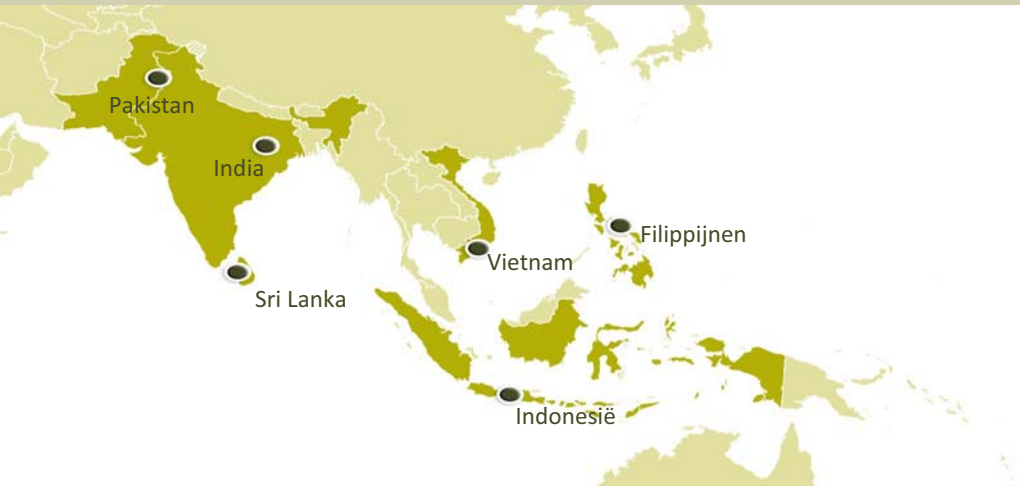 Pakistan
India
Filippijnen
Vietnam
Sri Lanka
Indonesië